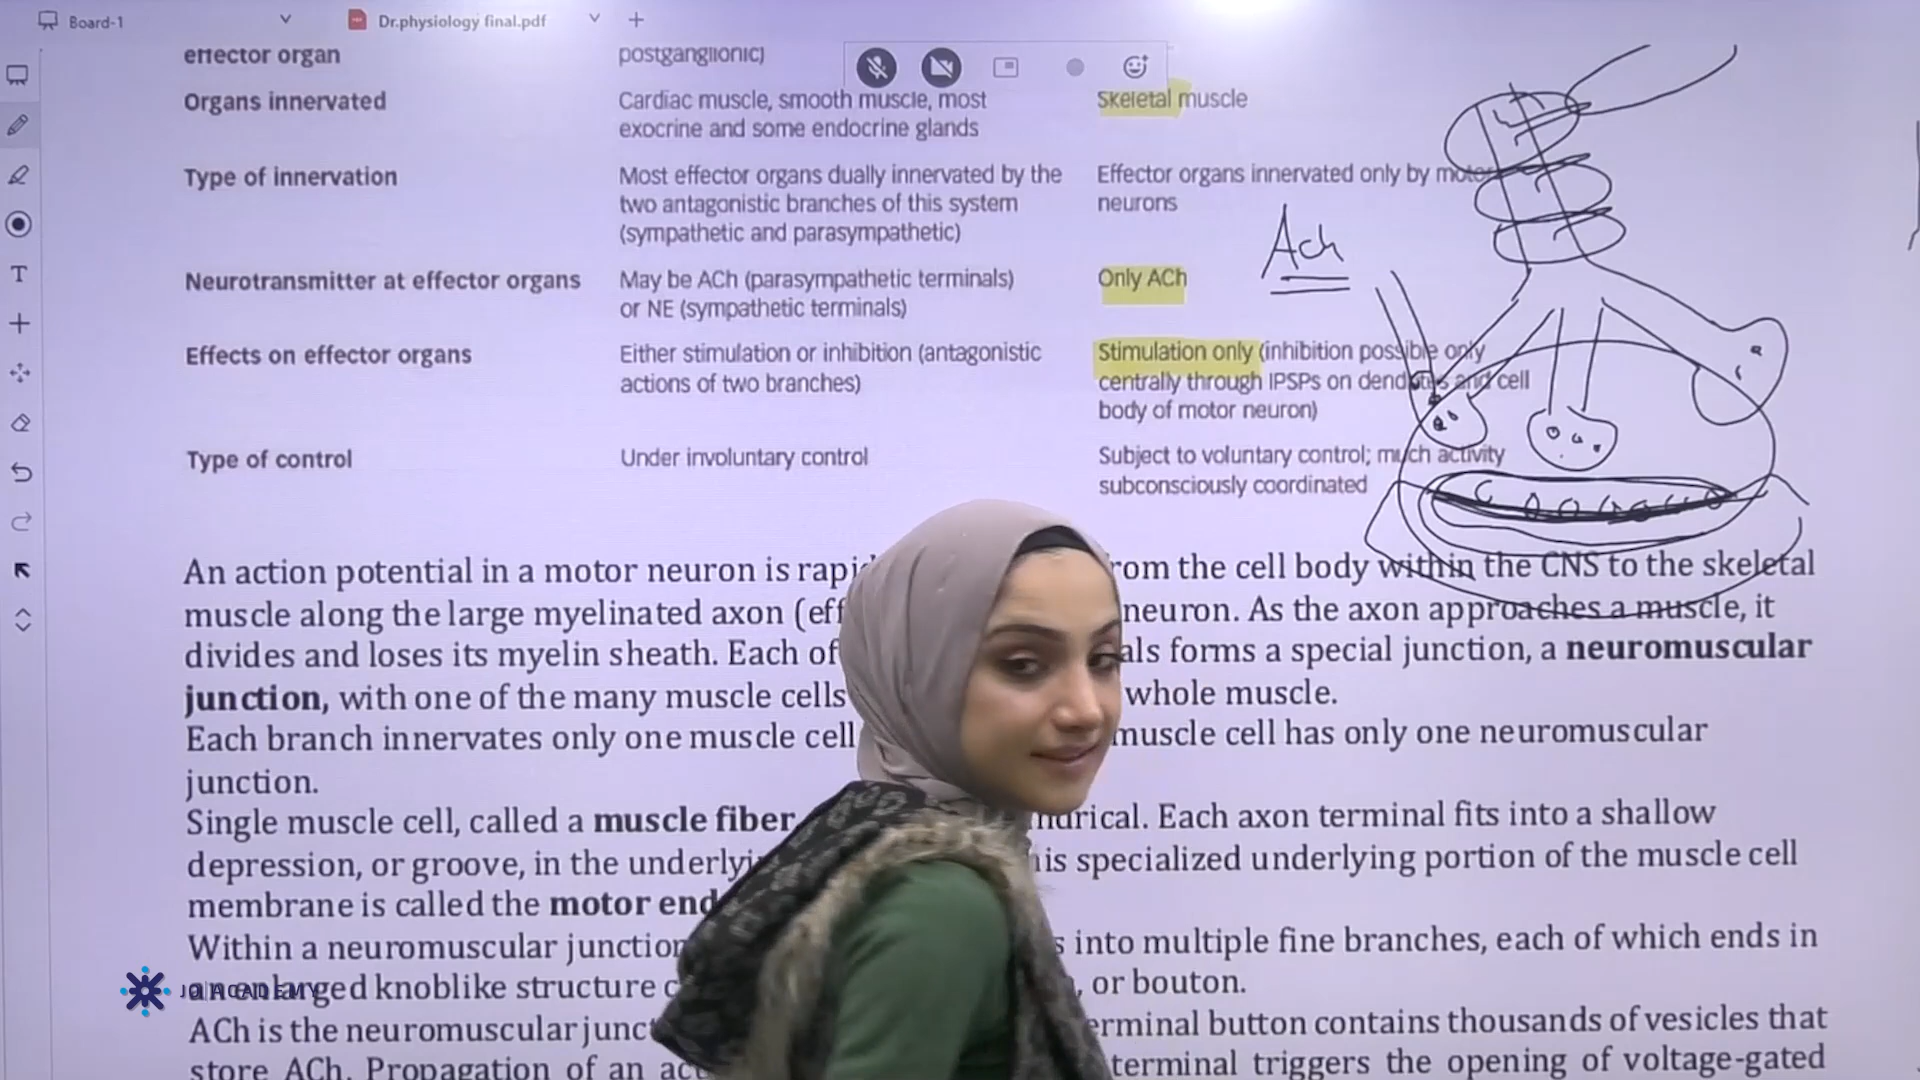 Board-1
Dr.physiology final.pdf
effector organ
postganglionic)
Organs innervated
Cardiac muscle, smooth muscle, most
exocrine and some endocrine glands
Skeletal muscle
Type of innervation
Most effector organs dually innervated by the
two antagonistic branches of this system
(sympathetic and parasympathetic)
Effector organs innervated only by motor
neurons
Ach
Neurotransmitter at effector organs
May be ACh (parasympathetic terminals)
or NE (sympathetic terminals)
Only ACh
Effects on effector organs
Either stimulation or inhibition (antagonistic
actions of two branches)
Stimulation only (inhibition possible only
centrally through IPSPs on dendrites and cell
body of motor neuron)
Type of control
Under involuntary control
Subject to voluntary control; much activity
subconsciously coordinated
An action potential in a motor neuron is from the cell body within the CNS to the skeletal
muscle along the large myelinated axon neuron. As the axon approaches a muscle, it
divides and loses its myelin sheath. Each of forms a special junction, a neuromuscular
junction, with one of the many muscle cells whole muscle.
Each branch innervates only one muscle cell muscle cell has only one neuromuscular
junction.
Single muscle cell, called a muscle fiber Each axon terminal fits into a shallow
depression, or groove, in the specialized underlying portion of the muscle cell
membrane is called the motor end
Within a neuromuscular junction into multiple fine branches, each of which ends in
an enlarged knoblike structure or bouton.
JO ACADEMY
ACh is the terminal button contains thousands of vesicles that
store ACh. Propagation of an terminal triggers the opening of voltage-gated